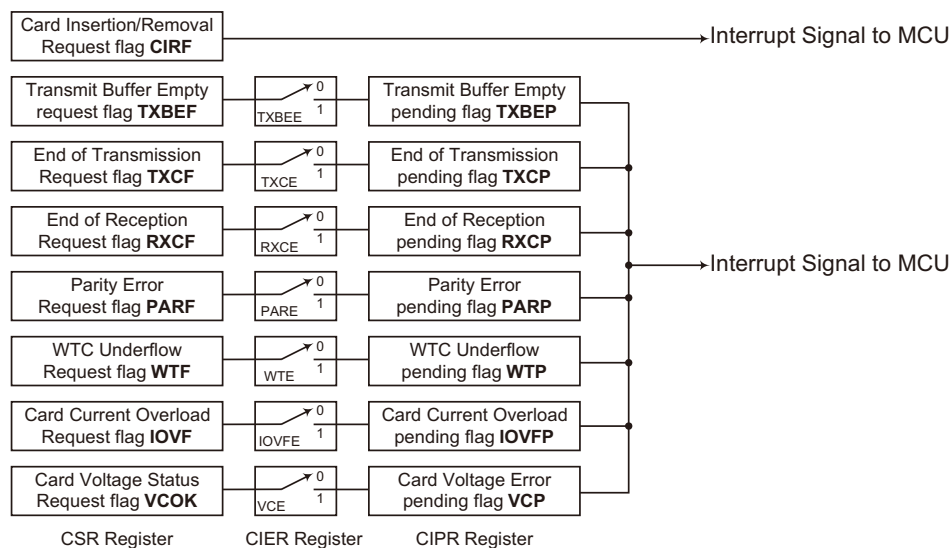 Card Insertion/Removal
Request flag CIRF
Interrupt Signal to MCU
Transmit Buffer Empty
request flag TXBEF
0
1
TXBEE
Transmit Buffer Empty
pending flag TXBEP
End of Transmission
Request flag TXCF
0
1
TXCE
End of Transmission
pending flag TXCP
End of Reception
Request flag RXCF
0
1
RXCE
End of Reception
pending flag RXCP
Interrupt Signal to MCU
Parity Error
Request flag PARF
0
1
PARE
Parity Error
pending flag PARP
WTC Underflow
Request flag WTF
0
1
WTE
WTC Underflow
pending flag WTP
Card Current Overload
Request flag IOVF
0
1
IOVFE
Card Current Overload
pending flag IOVFP
Card Voltage Status
Request flag VCOK
0
1
VCE
Card Voltage Error
pending flag VCP
CSR Register
CIER Register
CIPR Register